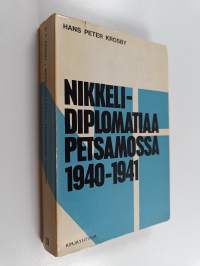 HANS PETER KROSBY
NIKKELI-
DIPLOMATIAA
PETSAMOSSA
1940-1941
KIRJAYHTYMÄ